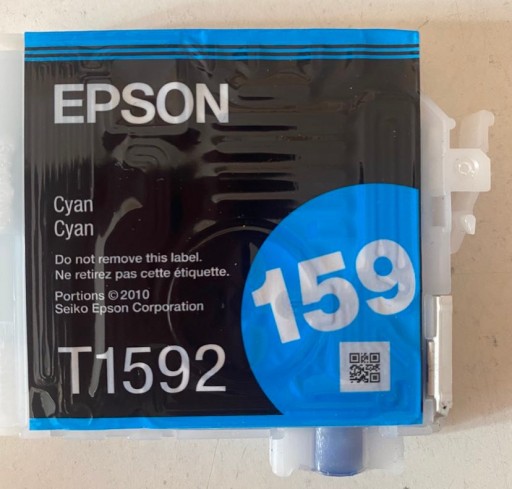 EPSON
Cyan
Cyan
Do not remove this label.
Ne retirez pas cette étiquette.
Portions © 2010
Seiko Epson Corporation
159
T1592